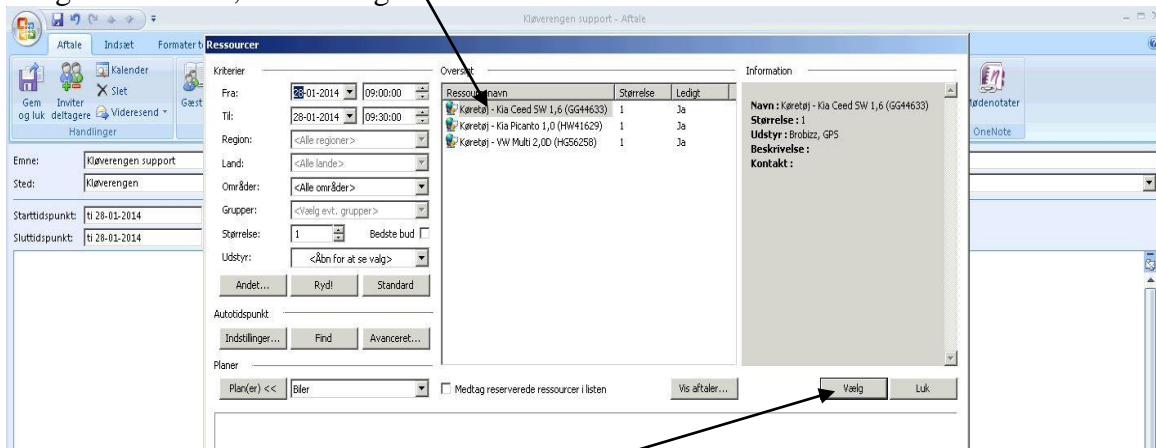 Kløverengen support - Aftale
Aftale Indsæt Formater t
Gem og luk
Inviter deltagere
Kalender
Slet
Videresend
Gæst
Handlinger
ødenotater
OneNote
Emne: Kløverengen support
Sted: Kløverengen
Starttidspunkt: ti 28-01-2014
Sluttidspunkt: ti 28-01-2014
Ressourcer
Kriterier
Fra: 28-01-2014 09:00:00
Til: 28-01-2014 09:30:00
Region: <Alle regioner>
Land: <Alle lande>
Områder: <Alle områder>
Grupper: <Vælg evt. grupper>
Størrelse: 1 Bedste bud
Udstyr: <Åbn for at se valg>
Andet... Ryd! Standard
Autotidspunkt
Indstillinger... Find Avanceret...
Planer
Plan(er) << Biler
Oversigt
Ressourcenavn Størrelse Ledigt
Køretøj - Kia Ceed SW 1,6 (GG44633) 1 Ja
Køretøj - Kia Picanto 1,0 (HW41629) 1 Ja
Køretøj - VW Multi 2,0D (HG56258) 1 Ja
Medtag reserverede ressourcer i listen Vis aftaler...
Information
Navn : Køretøj - Kia Ceed SW 1,6 (GG44633)
Størrelse : 1
Udstyr : Brobizz, GPS
Beskrivelse :
Kontakt :
Vælg Luk